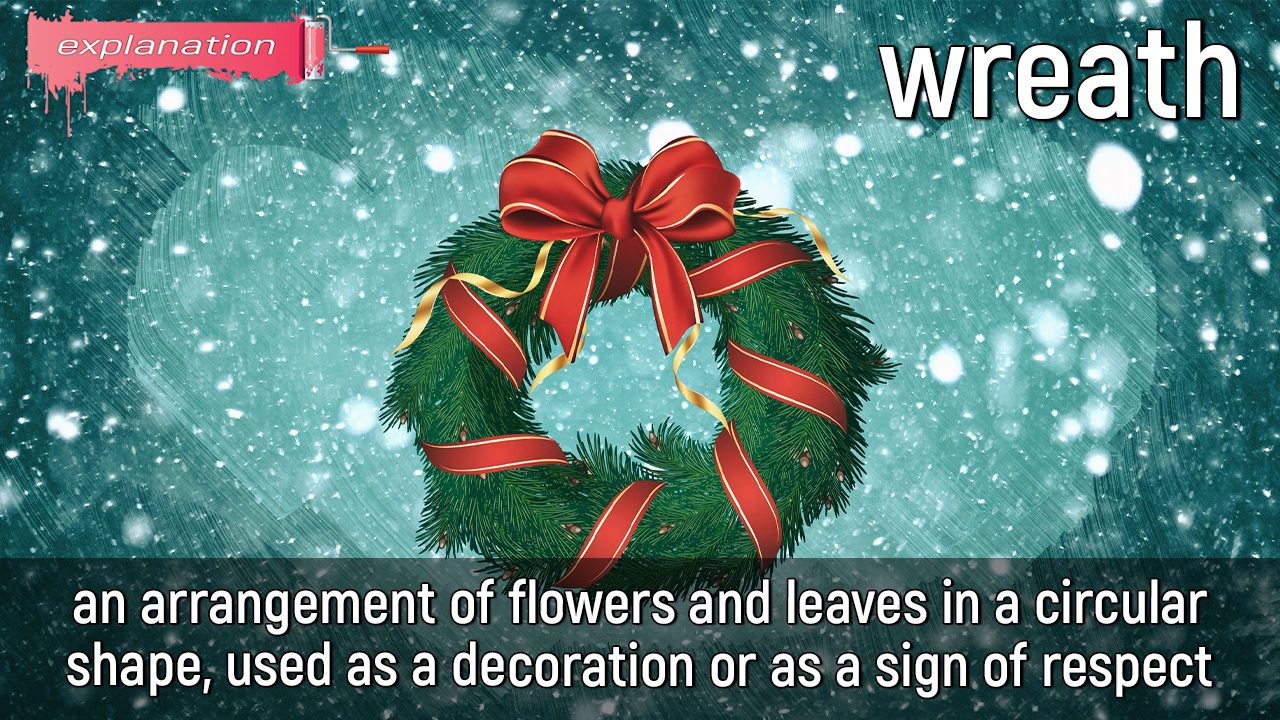 explanation
wreath
an arrangement of flowers and leaves in a circular
shape, used as a decoration or as a sign of respect